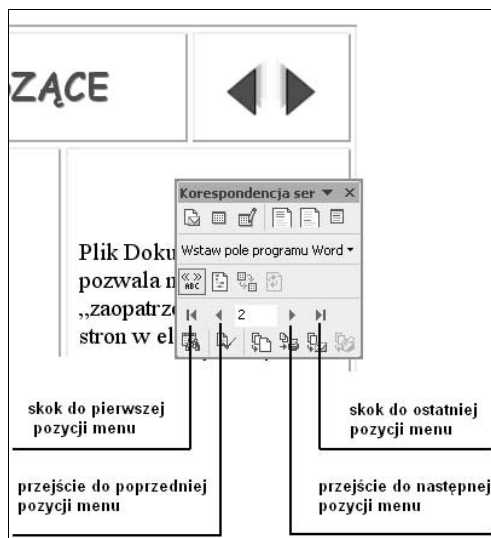 ZĄCE
Korespondencja ser
Wstaw pole programu Word
Plik Doku
pozwala
„zaopatrz
stron w el
« »
ABC
2
skok do pierwszej
pozycji menu
skok do ostatniej
pozycji menu
przejście do poprzedniej
pozycji menu
przejście do następnej
pozycji menu